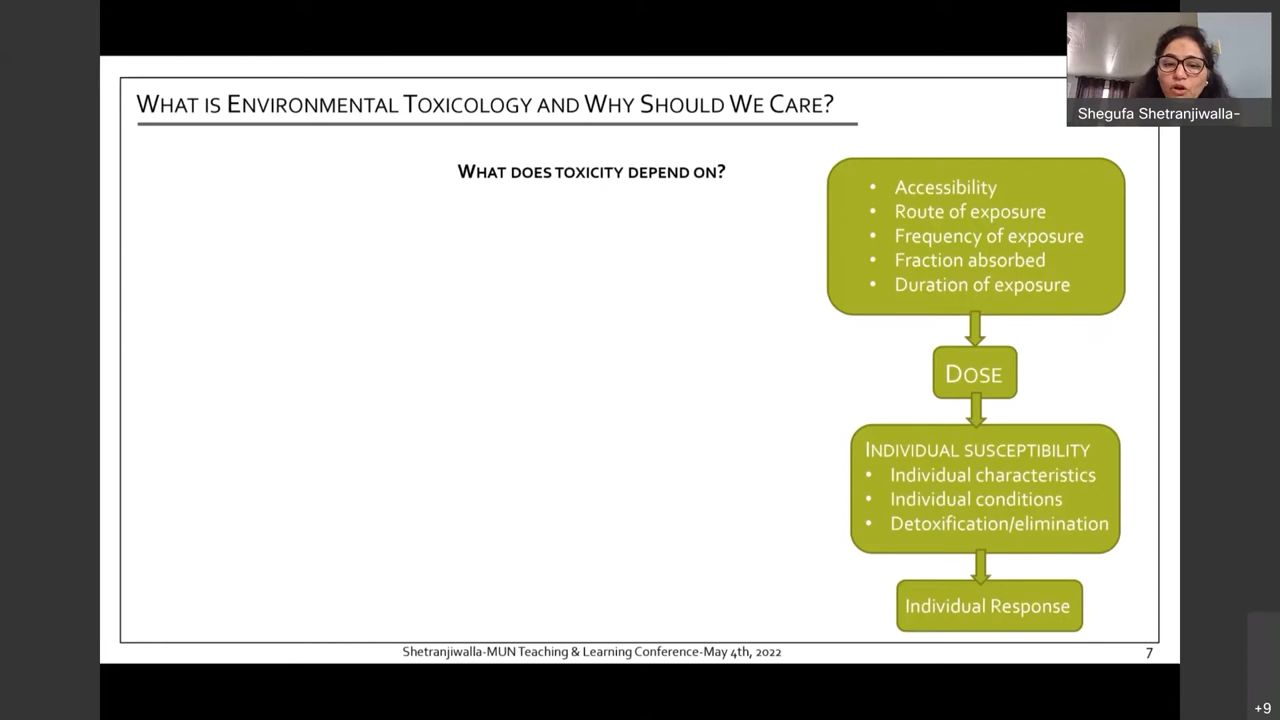 WHAT IS ENVIRONMENTAL TOXICOLOGY AND WHY SHOULD WE CARE?
Shegufa Shetranjiwalla-
WHAT DOES TOXICITY DEPEND ON?
• Accessibility
• Route of exposure
• Frequency of exposure
• Fraction absorbed
• Duration of exposure
DOSE
INDIVIDUAL SUSCEPTIBILITY
• Individual characteristics
• Individual conditions
• Detoxification/elimination
Individual Response
Shetranjiwalla-MUN Teaching & Learning Conference-May 4th, 2022
7
+9